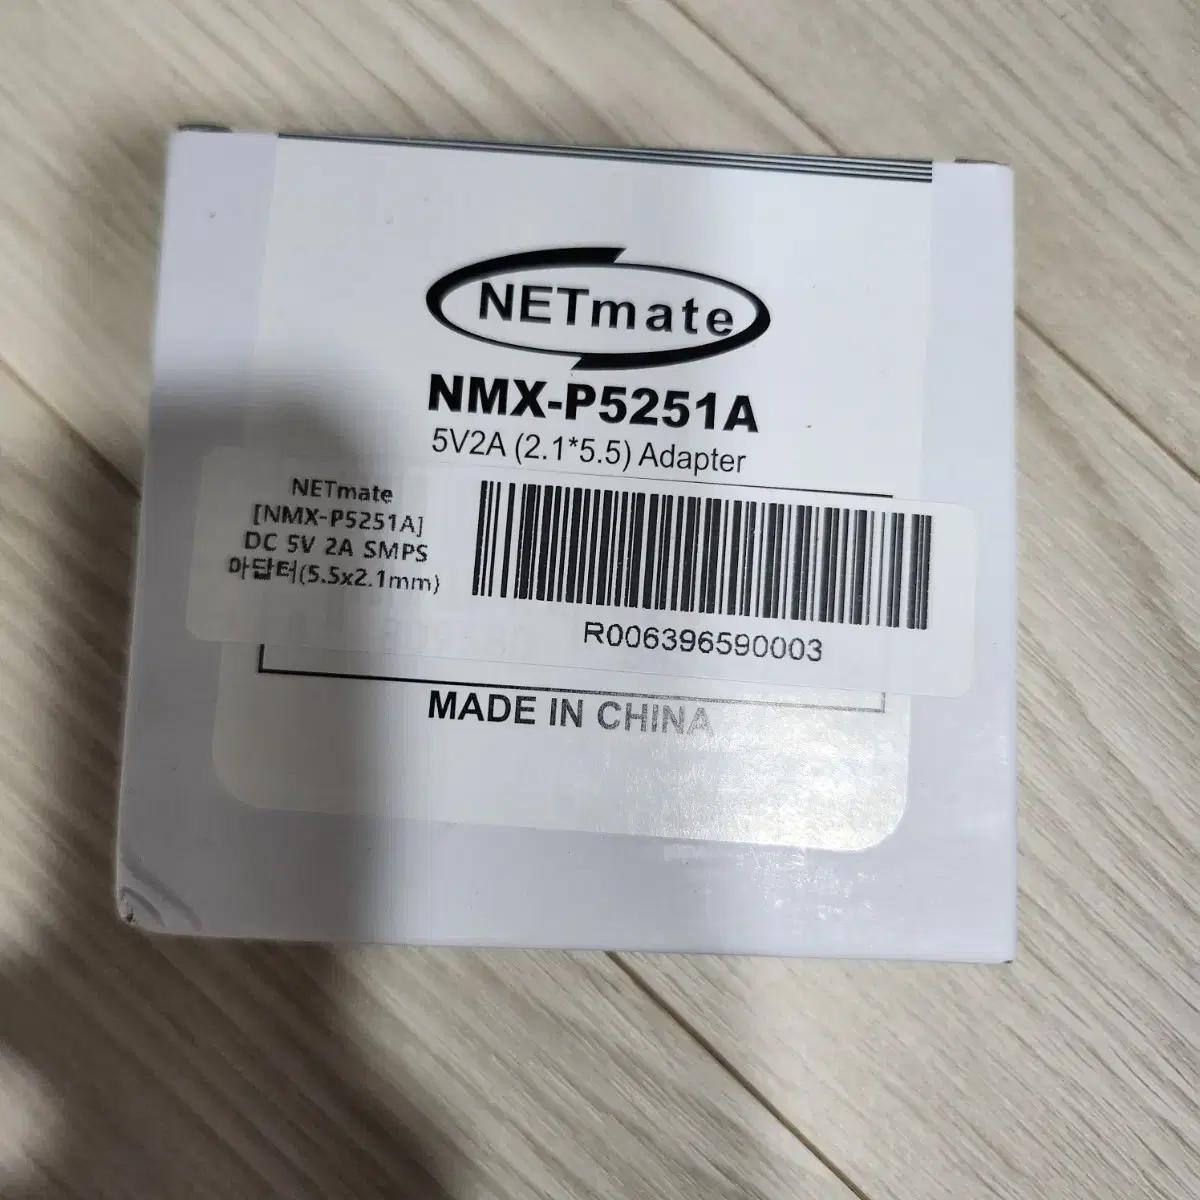 NETmate
NMX-P5251A
5V2A (2.1*5.5) Adapter
NETmate
[NMX-P5251A]
DC 5V 2A SMPS
아답터(5.5x2.1mm)
R006396590003
MADE IN CHINA